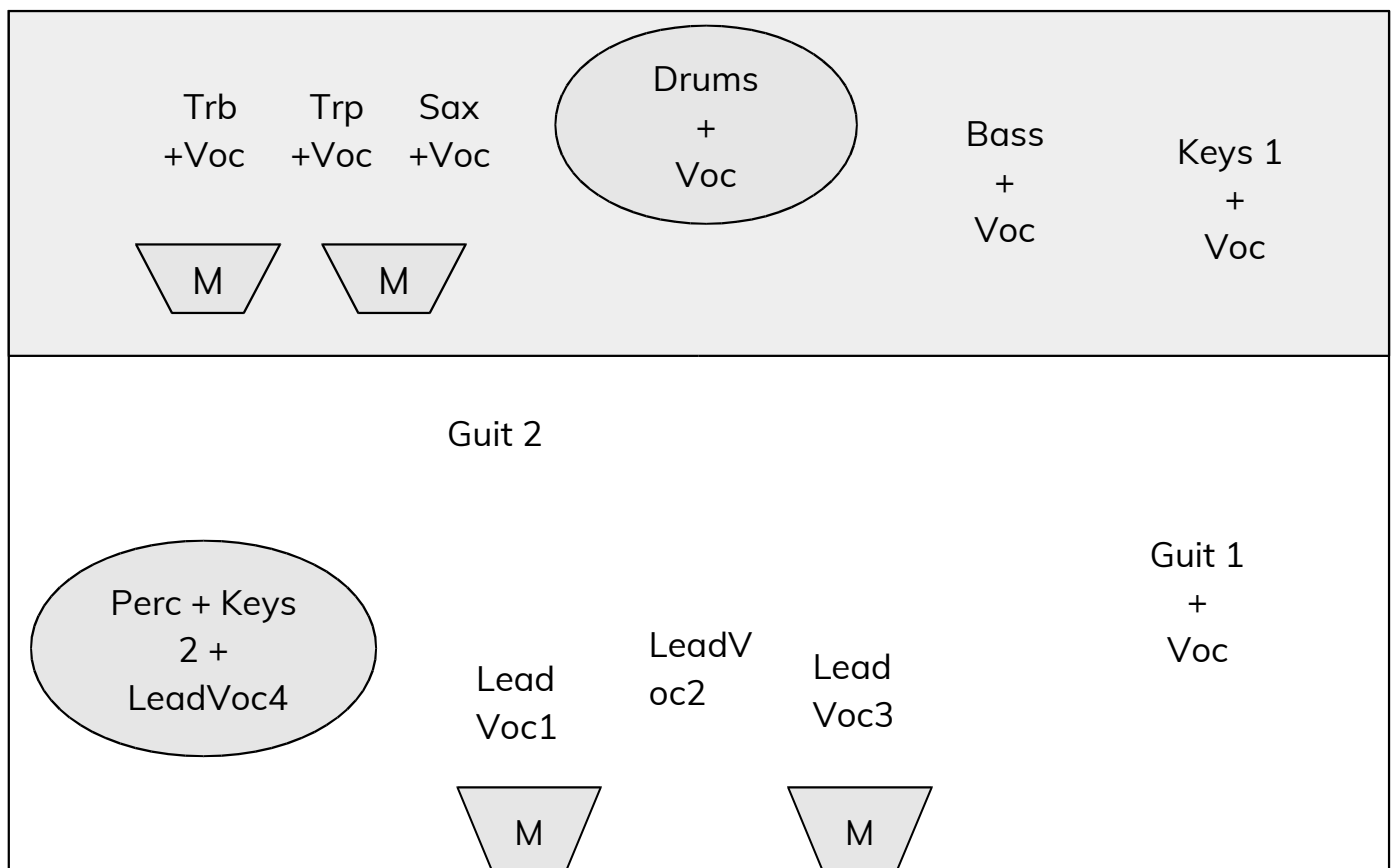 Trb
+Voc
Trp
+Voc
Sax
+Voc
Drums
+
Voc
Bass
+
Voc
Keys 1
+
Voc
M
M
Guit 2
Guit 1
+
Voc
Perc + Keys
2 +
LeadVoc4
Lead
Voc1
LeadV
oc2
Lead
Voc3
M
M